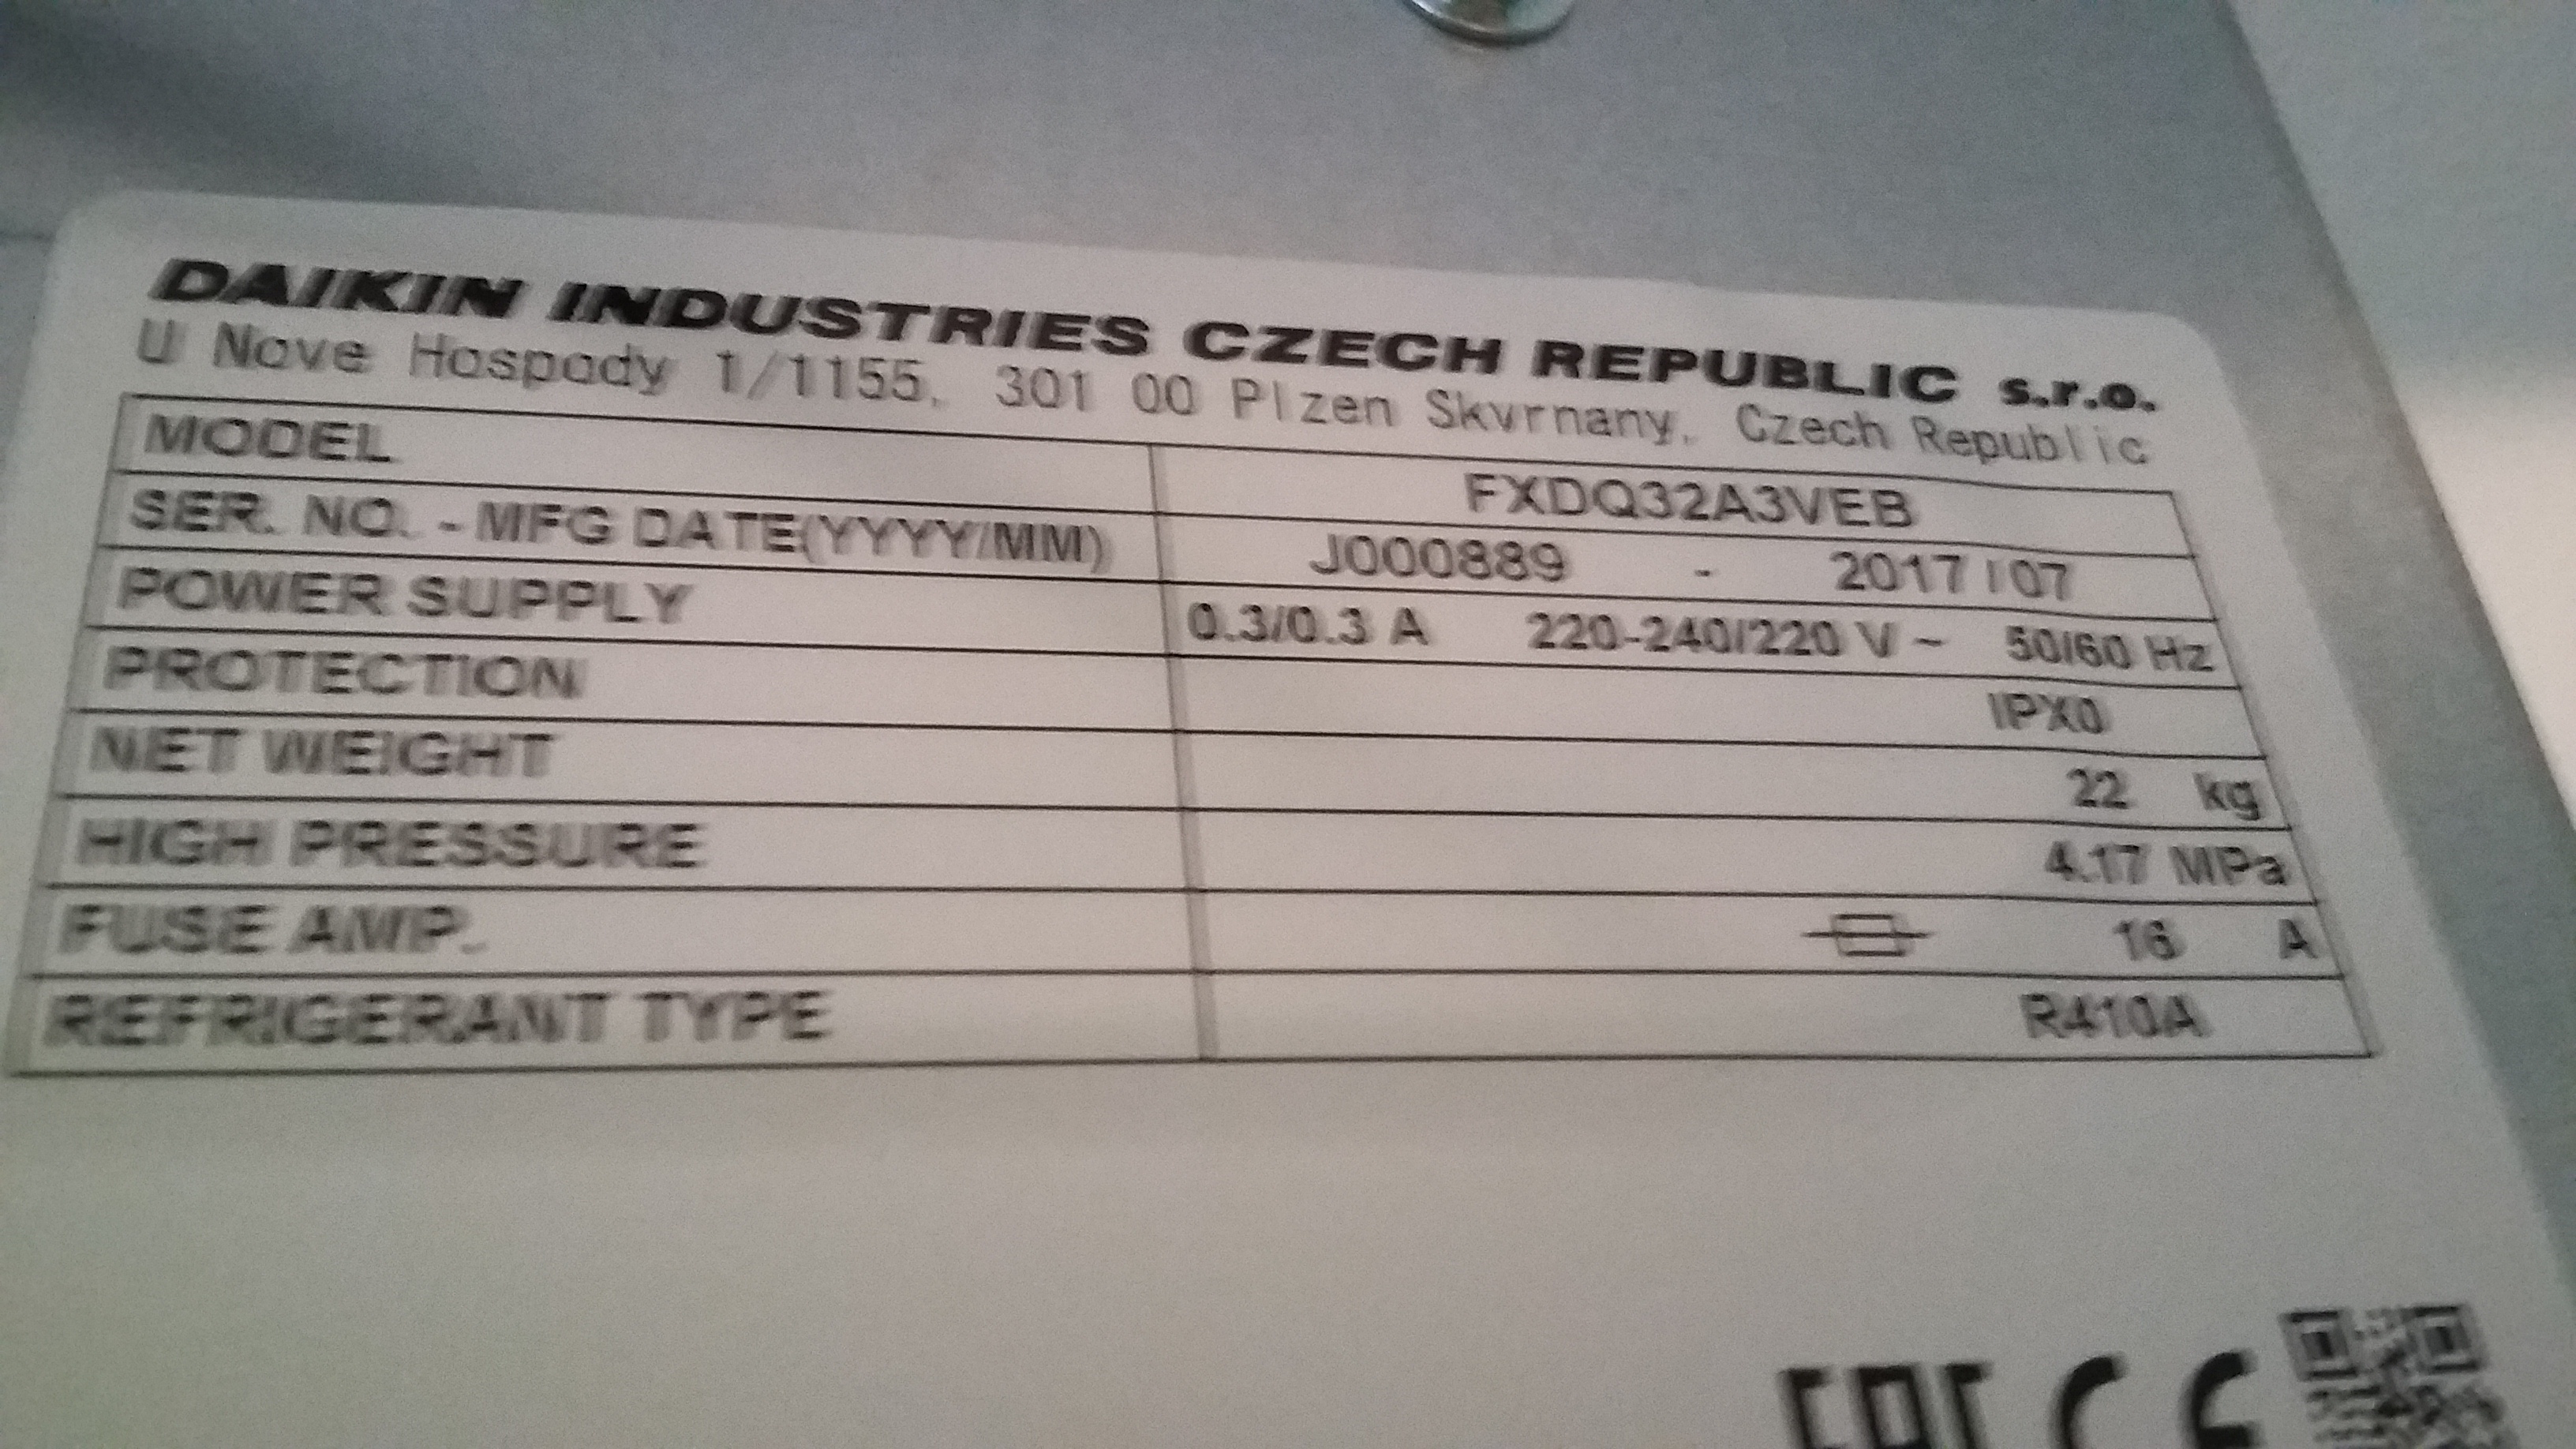 DAIKIN INDUSTRIES CZECH REPUBLIC s.r.o.
U Nove Hospody 1/1155, 301 00 Plzen Skvrnany, Czech Republic
MODEL FXDQ32A3VEB
SER. NO. - MFG DATE(YYYY/MM) J000889 - 2017 / 07
POWER SUPPLY 0.3/0.3 A 220-240/220 V ~ 50/60 Hz
PROTECTION IPX0
NET WEIGHT 22 kg
HIGH PRESSURE 4.17 MPa
FUSE AMP. 16 A
REFRIGERANT TYPE R410A
EAC CE